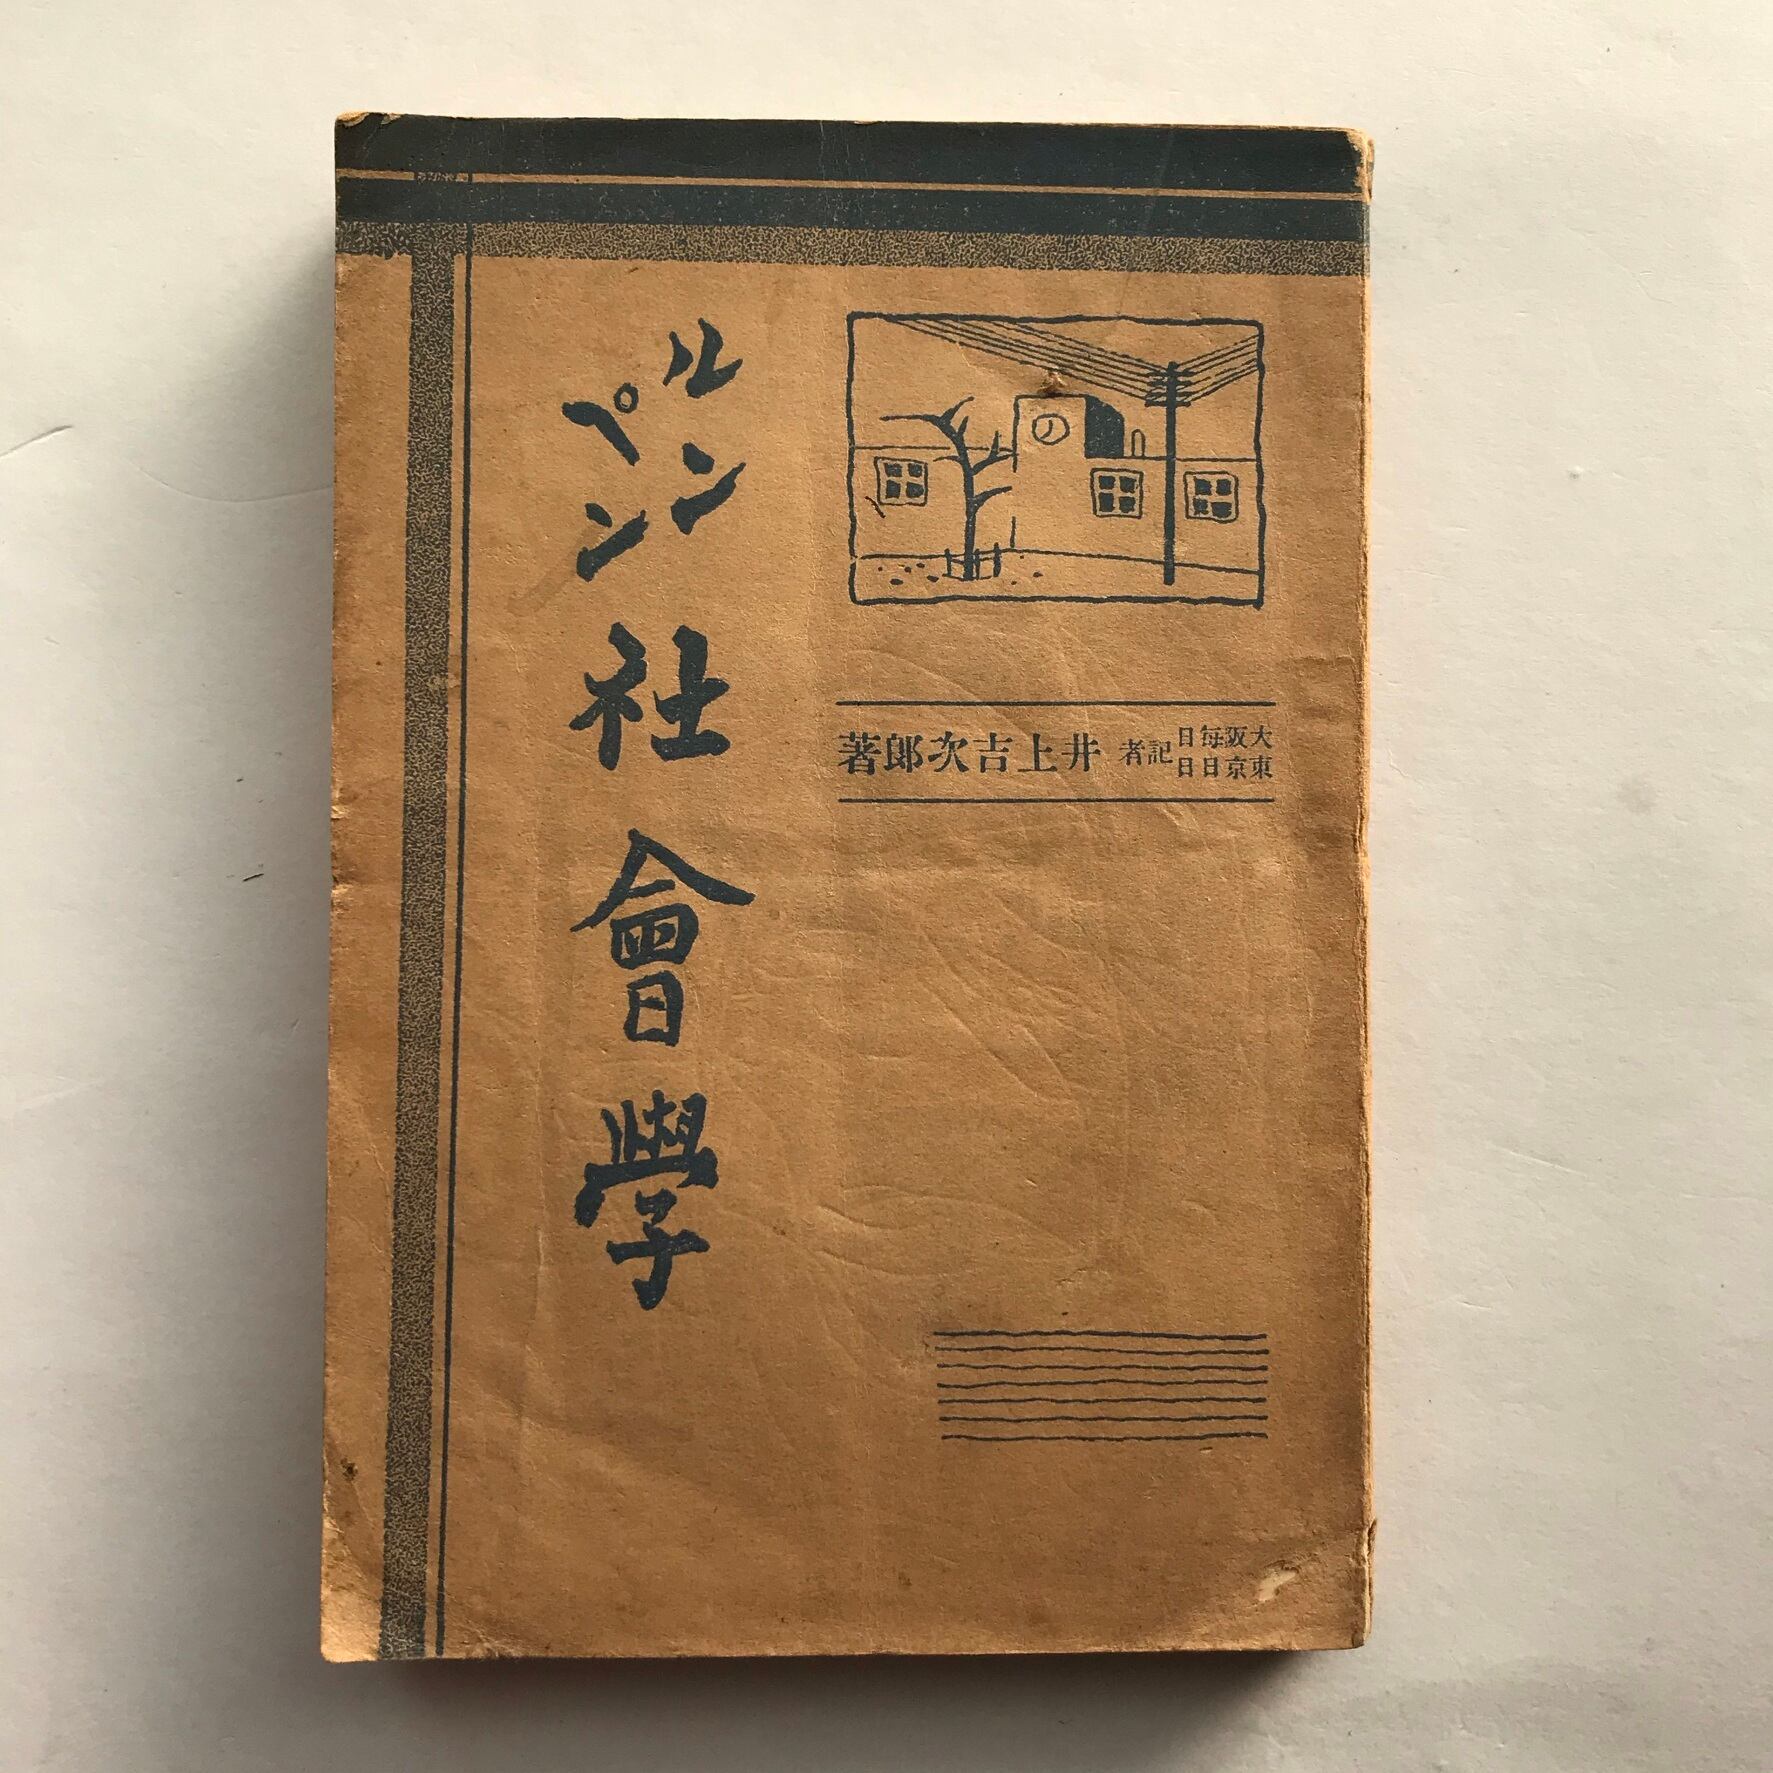 ルンペン社會學
大阪每日
東京日日
記者 井上吉次郎著